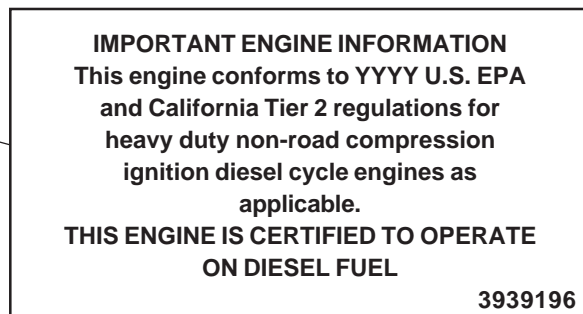 IMPORTANT ENGINE INFORMATION
This engine conforms to YYYY U.S. EPA
and California Tier 2 regulations for
heavy duty non-road compression
ignition diesel cycle engines as
applicable.
THIS ENGINE IS CERTIFIED TO OPERATE
ON DIESEL FUEL
3939196